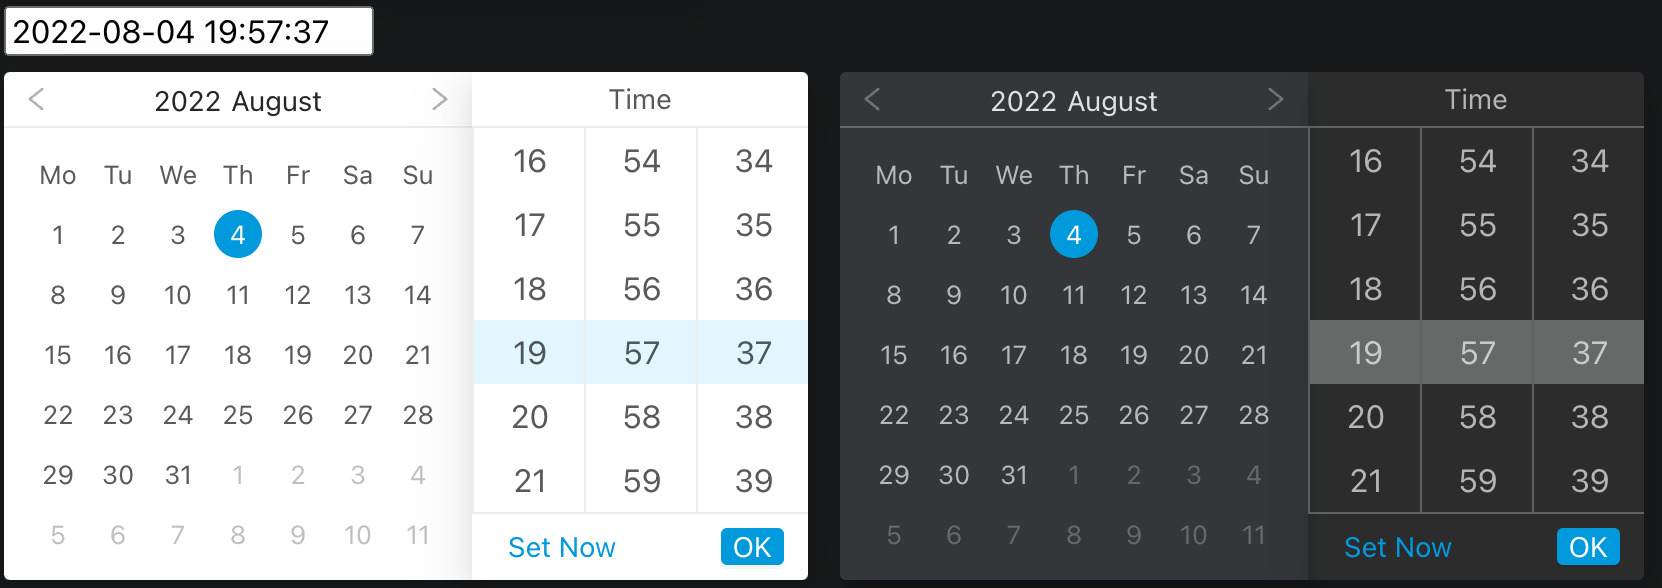 2022-08-04 19:57:37
2022 August
Mo Tu We Th Fr Sa Su
1 2 3 4 5 6 7
8 9 10 11 12 13 14
15 16 17 18 19 20 21
22 23 24 25 26 27 28
29 30 31 1 2 3 4
5 6 7 8 9 10 11
Time
16 54 34
17 55 35
18 56 36
19 57 37
20 58 38
21 59 39
Set Now OK
2022 August
Mo Tu We Th Fr Sa Su
1 2 3 4 5 6 7
8 9 10 11 12 13 14
15 16 17 18 19 20 21
22 23 24 25 26 27 28
29 30 31 1 2 3 4
5 6 7 8 9 10 11
Time
16 54 34
17 55 35
18 56 36
19 57 37
20 58 38
21 59 39
Set Now OK